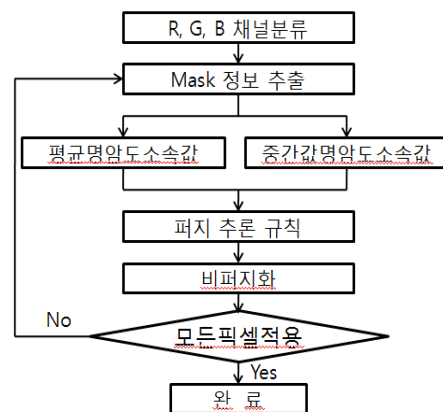 R, G, B 채널분류
Mask 정보 추출
평균명암도소속값
중간값명암도소속값
퍼지 추론 규칙
비퍼지화
No
모든픽셀적용
Yes
완 료